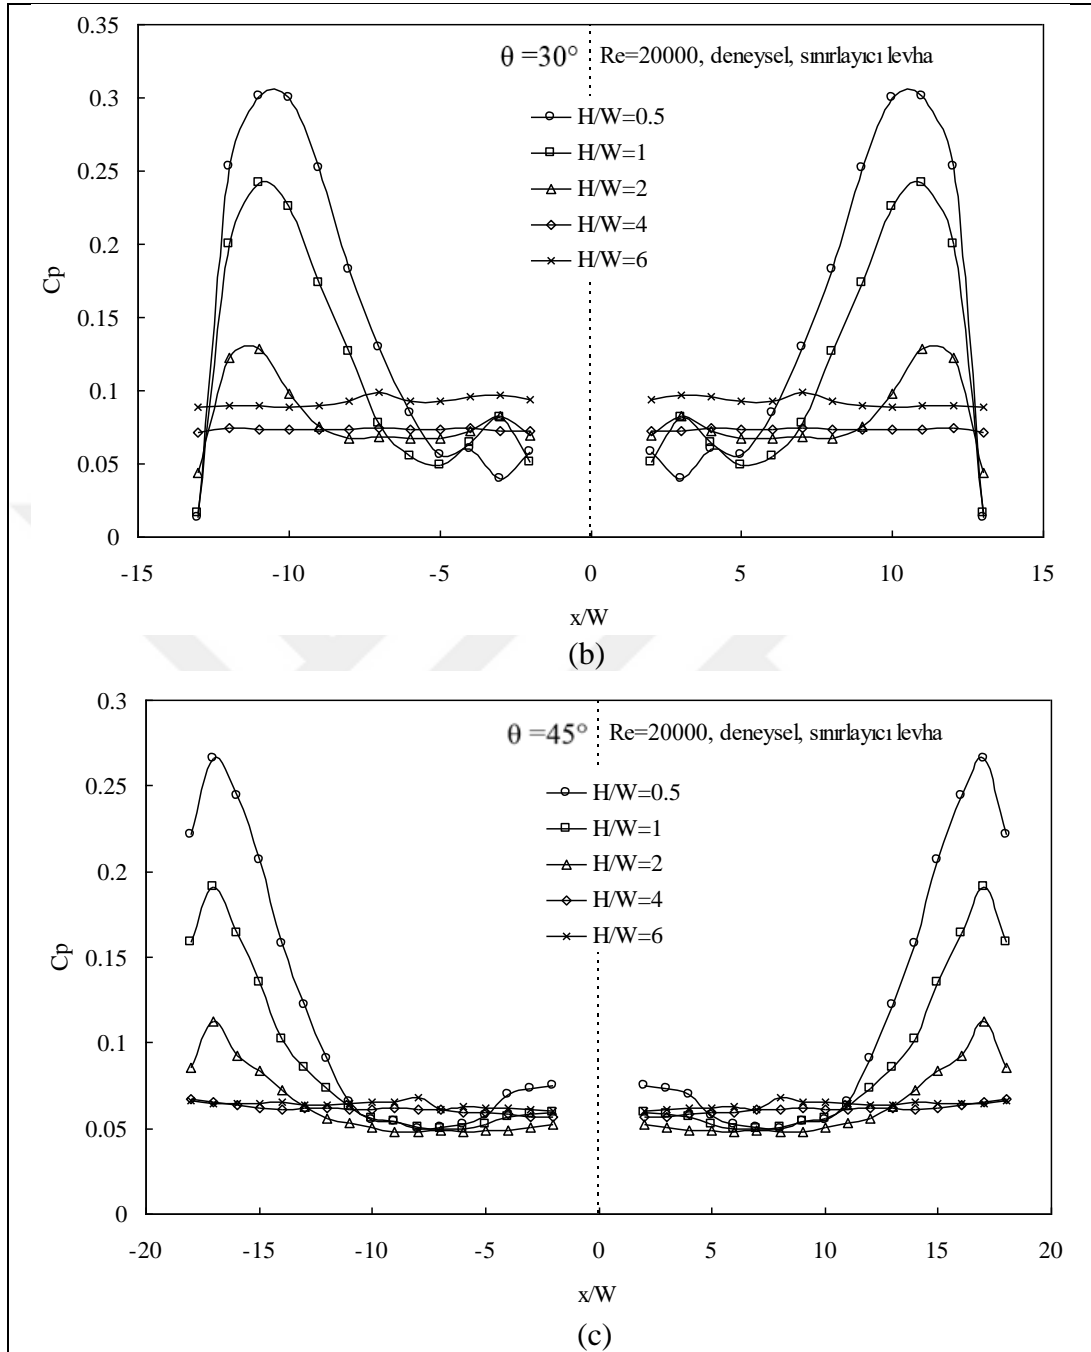 0.35
θ =30° Re=20000, deneysel, sınırlayıcı levha
0.3
H/W=0.5
H/W=1
0.25
H/W=2
H/W=4
0.2
H/W=6
Cp
0.15
0.1
0.05
0
-15 -10 -5 0 5 10 15
x/W
(b)
0.3
θ =45° Re=20000, deneysel, sınırlayıcı levha
0.25
H/W=0.5
H/W=1
0.2
H/W=2
H/W=4
H/W=6
0.15
Cp
0.1
0.05
0
-20 -15 -10 -5 0 5 10 15 20
x/W
(c)